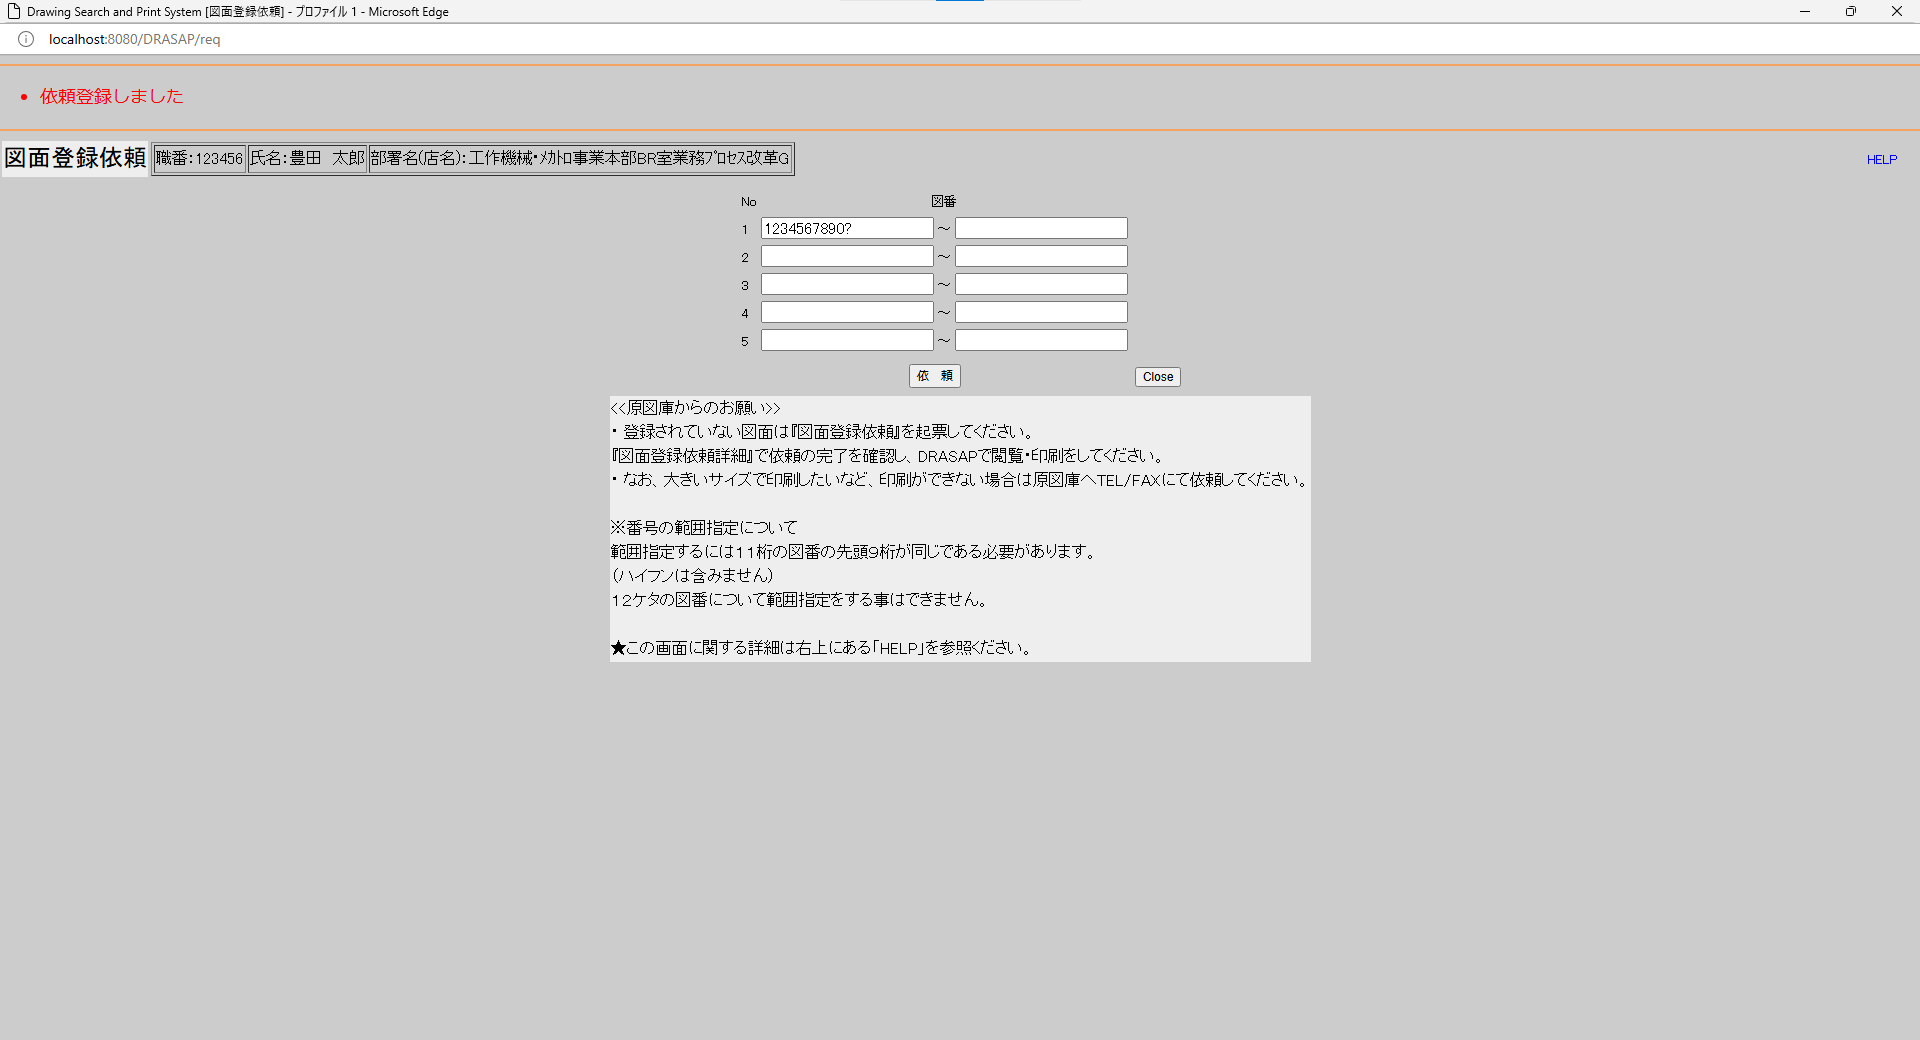 Drawing Search and Print System [図面登録依頼] - プロファイル 1 - Microsoft Edge
localhost:8080/DRASAP/req
• 依頼登録しました
図面登録依頼 職番：123456 氏名：豊田　太郎 部署名(店名)：工作機械・ﾒｶﾄﾛ事業本部BR室業務ﾌﾟﾛｾｽ改革G HELP
No 図番
1 1234567890? ～
2 ～
3 ～
4 ～
5 ～
依　頼 Close
<<原図庫からのお願い>>
・ 登録されていない図面は『図面登録依頼』を起票してください。
『図面登録依頼詳細』で依頼の完了を確認し、DRASAPで閲覧・印刷をしてください。
・ なお、大きいサイズで印刷したいなど、印刷ができない場合は原図庫へTEL/FAXにて依頼してください。
※番号の範囲指定について
範囲指定するには１１桁の図番の先頭９桁が同じである必要があります。
（ハイフンは含みません）
１２ケタの図番について範囲指定をする事はできません。
★この画面に関する詳細は右上にある「HELP」を参照ください。